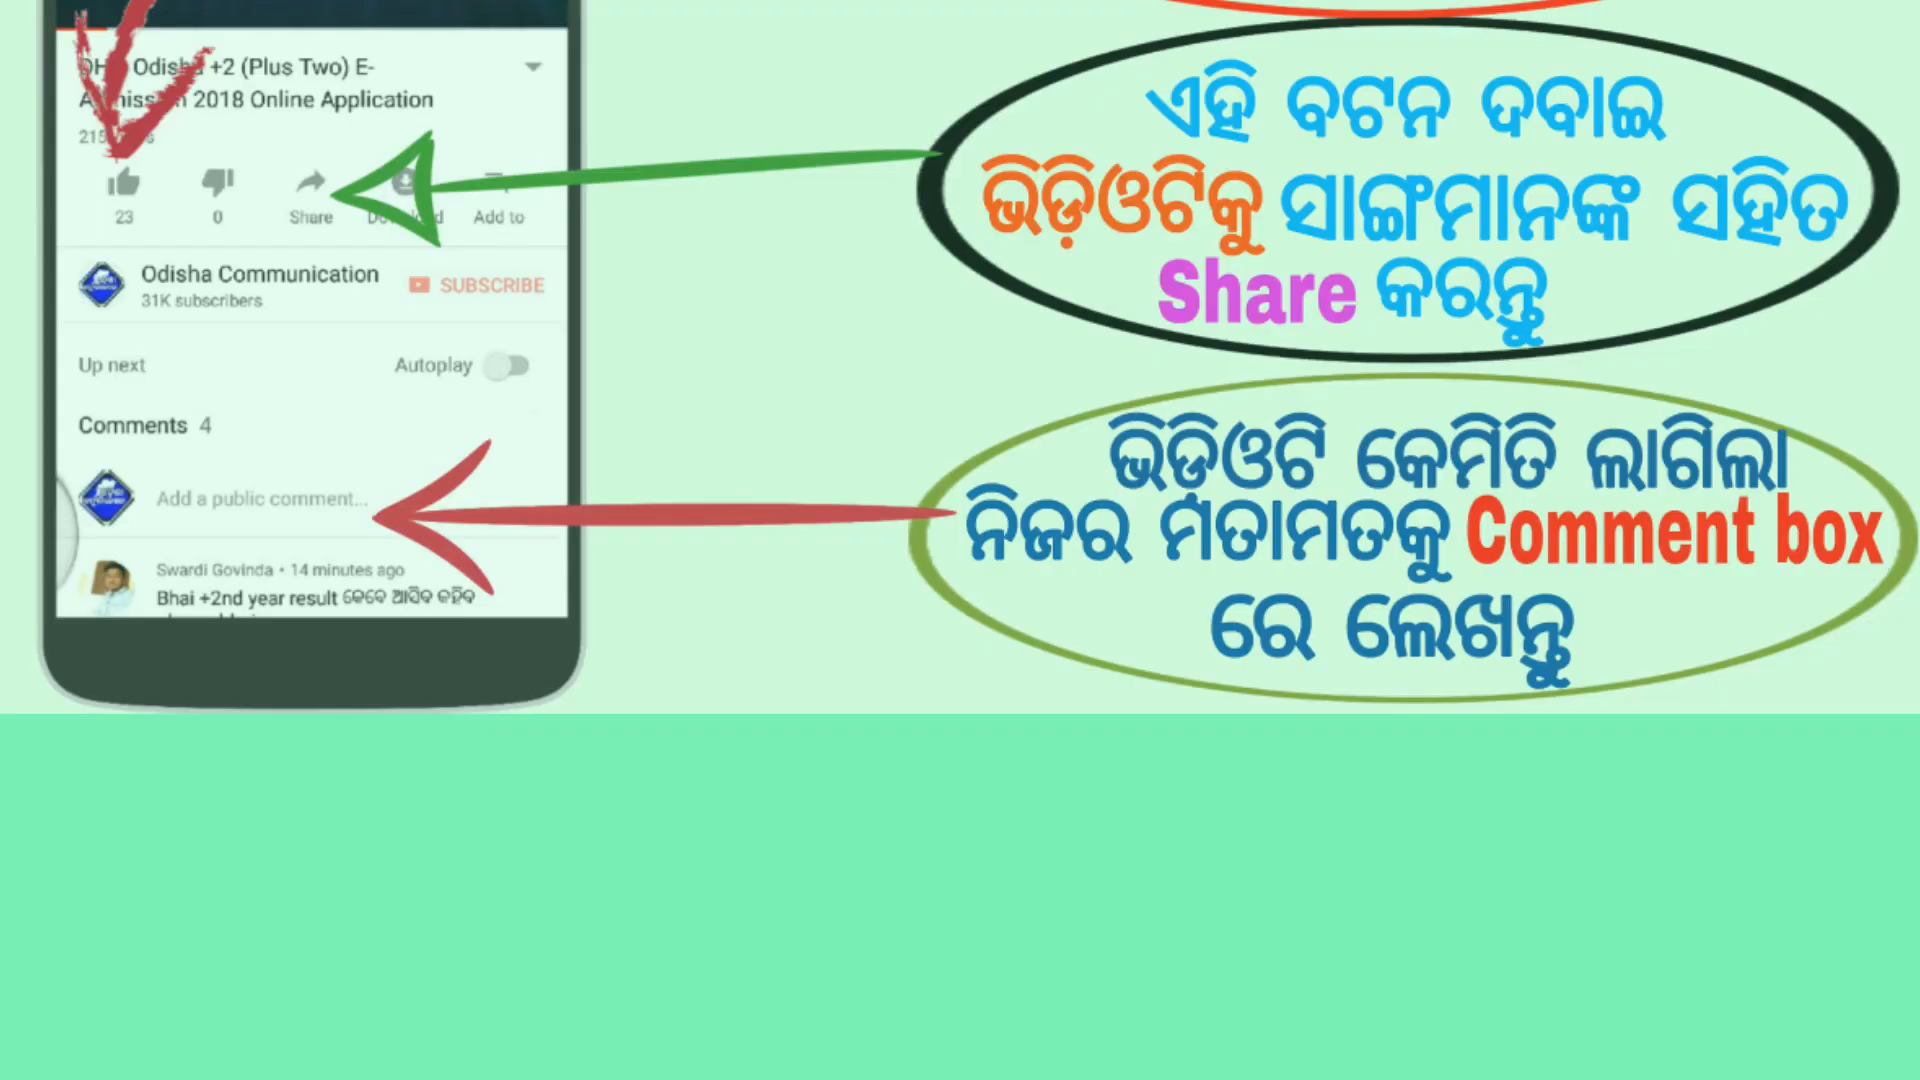 Odisha +2 (Plus Two) E-
2018 Online Application
23
0
Share
Add to
Odisha Communication
31K subscribers
SUBSCRIBE
Up next
Autoplay
Comments 4
Add a public comment...
Swardi Govinda • 14 minutes ago
Bhai +2nd year result କେବେ ଆସିବ କହିବ
ଏହି ବଟନ ଦବାଇ
ଭିଡ଼ିଓଟିକୁ ସାଙ୍ଗମାନଙ୍କ ସହିତ
Share କରନ୍ତୁ
ଭିଡ଼ିଓଟି କେମିତି ଲାଗିଲା
ନିଜର ମତାମତକୁ Comment box
ରେ ଲେଖନ୍ତୁ